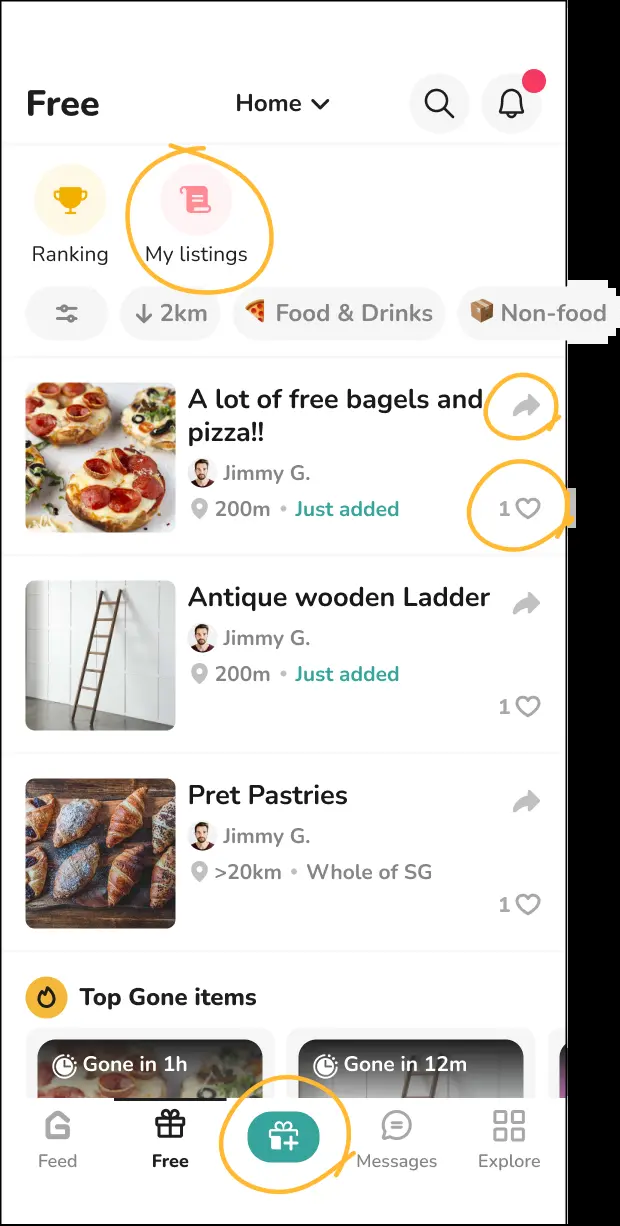 Free
Home
Ranking
My listings
2km
Food & Drinks
Non-food
A lot of free bagels and
pizza!!
Jimmy G.
200m • Just added
1
Antique wooden Ladder
Jimmy G.
200m • Just added
1
Pret Pastries
Jimmy G.
>20km • Whole of SG
1
Top Gone items
Gone in 1h
Gone in 12m
Feed
Free
Messages
Explore